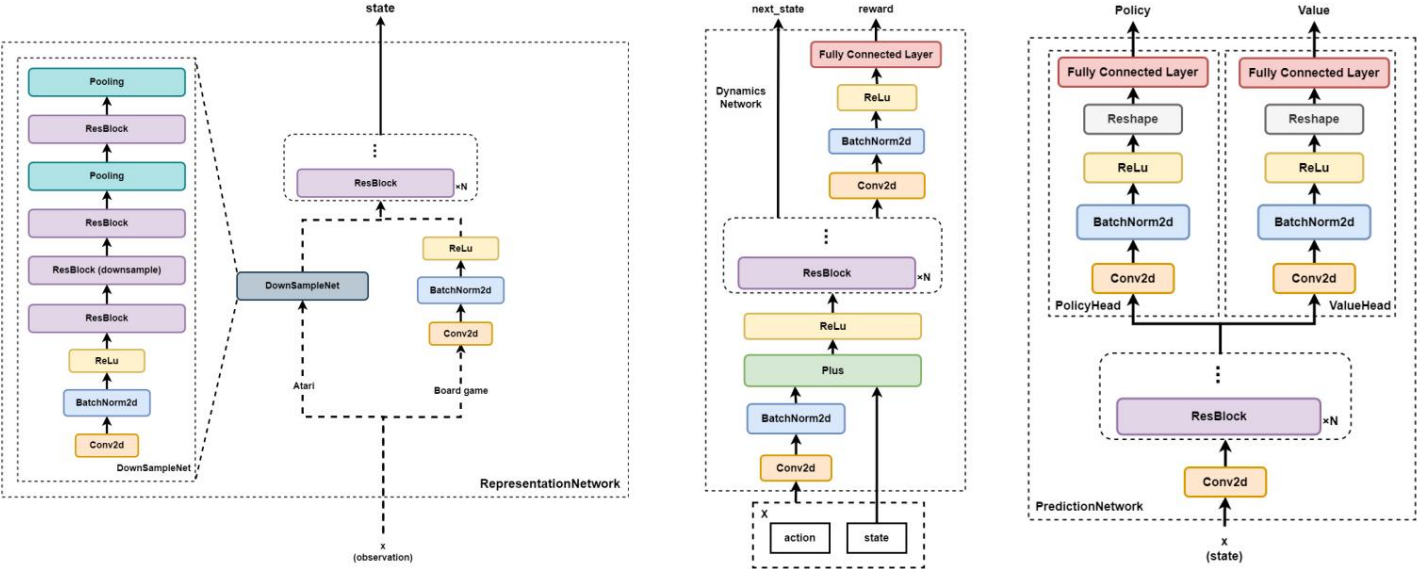 state
Pooling
ResBlock
Pooling
ResBlock
ResBlock (downsample)
ResBlock
ReLu
BatchNorm2d
Conv2d
DownSampleNet
ResBlock
×N
DownSampleNet
ReLu
BatchNorm2d
Conv2d
Atari
Board game
RepresentationNetwork
x
(observation)
next_state
reward
Dynamics
Network
Fully Connected Layer
ReLu
BatchNorm2d
Conv2d
ResBlock
×N
ReLu
Plus
BatchNorm2d
Conv2d
X
action
state
Policy
Value
Fully Connected Layer
Reshape
ReLu
BatchNorm2d
Conv2d
PolicyHead
Fully Connected Layer
Reshape
ReLu
BatchNorm2d
Conv2d
ValueHead
ResBlock
×N
Conv2d
PredictionNetwork
x
(state)